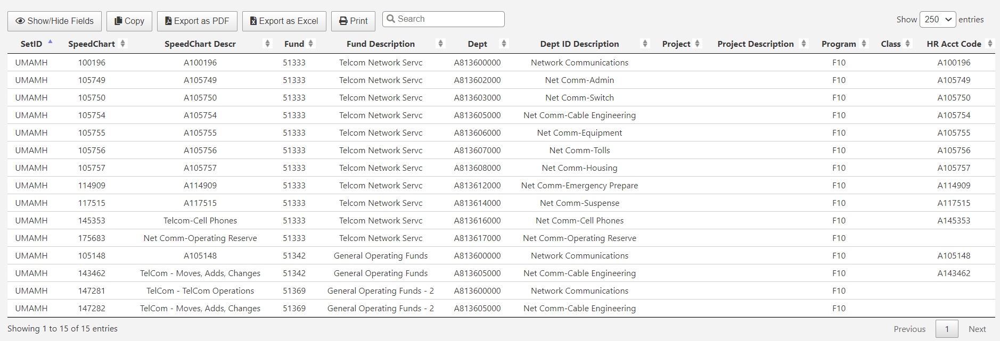 Show/Hide Fields Copy Export as PDF Export as Excel Print Search Show 250 entries
SetID SpeedChart SpeedChart Descr Fund Fund Description Dept Dept ID Description Project Project Description Program Class HR Acct Code
UMAMH 100196 A100196 51333 Telcom Network Servc A813600000 Network Communications F10 A100196
UMAMH 105749 A105749 51333 Telcom Network Servc A813602000 Net Comm-Admin F10 A105749
UMAMH 105750 A105750 51333 Telcom Network Servc A813603000 Net Comm-Switch F10 A105750
UMAMH 105754 A105754 51333 Telcom Network Servc A813605000 Net Comm-Cable Engineering F10 A105754
UMAMH 105755 A105755 51333 Telcom Network Servc A813606000 Net Comm-Equipment F10 A105755
UMAMH 105756 A105756 51333 Telcom Network Servc A813607000 Net Comm-Tolls F10 A105756
UMAMH 105757 A105757 51333 Telcom Network Servc A813608000 Net Comm-Housing F10 A105757
UMAMH 114909 A114909 51333 Telcom Network Servc A813612000 Net Comm-Emergency Prepare F10 A114909
UMAMH 117515 A117515 51333 Telcom Network Servc A813614000 Net Comm-Suspense F10 A117515
UMAMH 145353 Telcom-Cell Phones 51333 Telcom Network Servc A813616000 Net Comm-Cell Phones F10 A145353
UMAMH 175683 Net Comm-Operating Reserve 51333 Telcom Network Servc A813617000 Net Comm-Operating Reserve F10
UMAMH 105148 A105148 51342 General Operating Funds A813600000 Network Communications F10 A105148
UMAMH 143462 TelCom - Moves, Adds, Changes 51342 General Operating Funds A813605000 Net Comm-Cable Engineering F10 A143462
UMAMH 147281 TelCom - TelCom Operations 51369 General Operating Funds - 2 A813600000 Network Communications F10
UMAMH 147282 TelCom - Moves, Adds, Changes 51369 General Operating Funds - 2 A813605000 Net Comm-Cable Engineering F10
Showing 1 to 15 of 15 entries Previous 1 Next